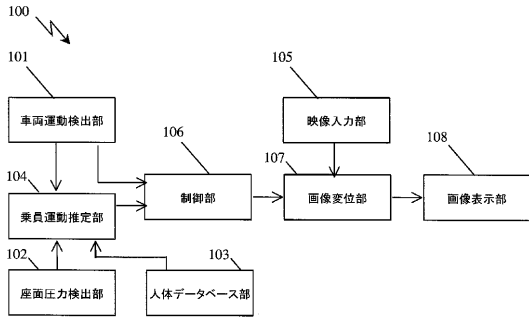 100
101
車両運動検出部
105
映像入力部
106
制御部
107
画像変位部
108
画像表示部
104
乗員運動推定部
102
座面圧力検出部
103
人体データベース部